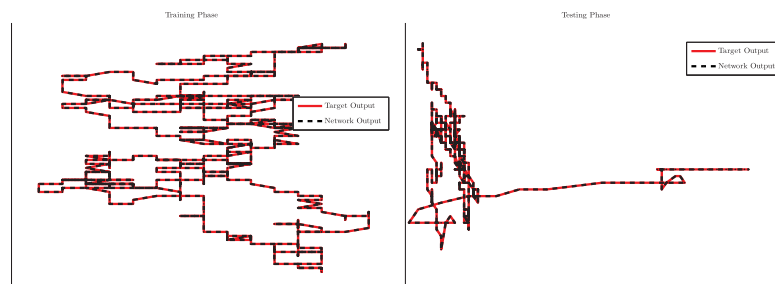 Training Phase
Target Output
Network Output
Testing Phase
Target Output
Network Output